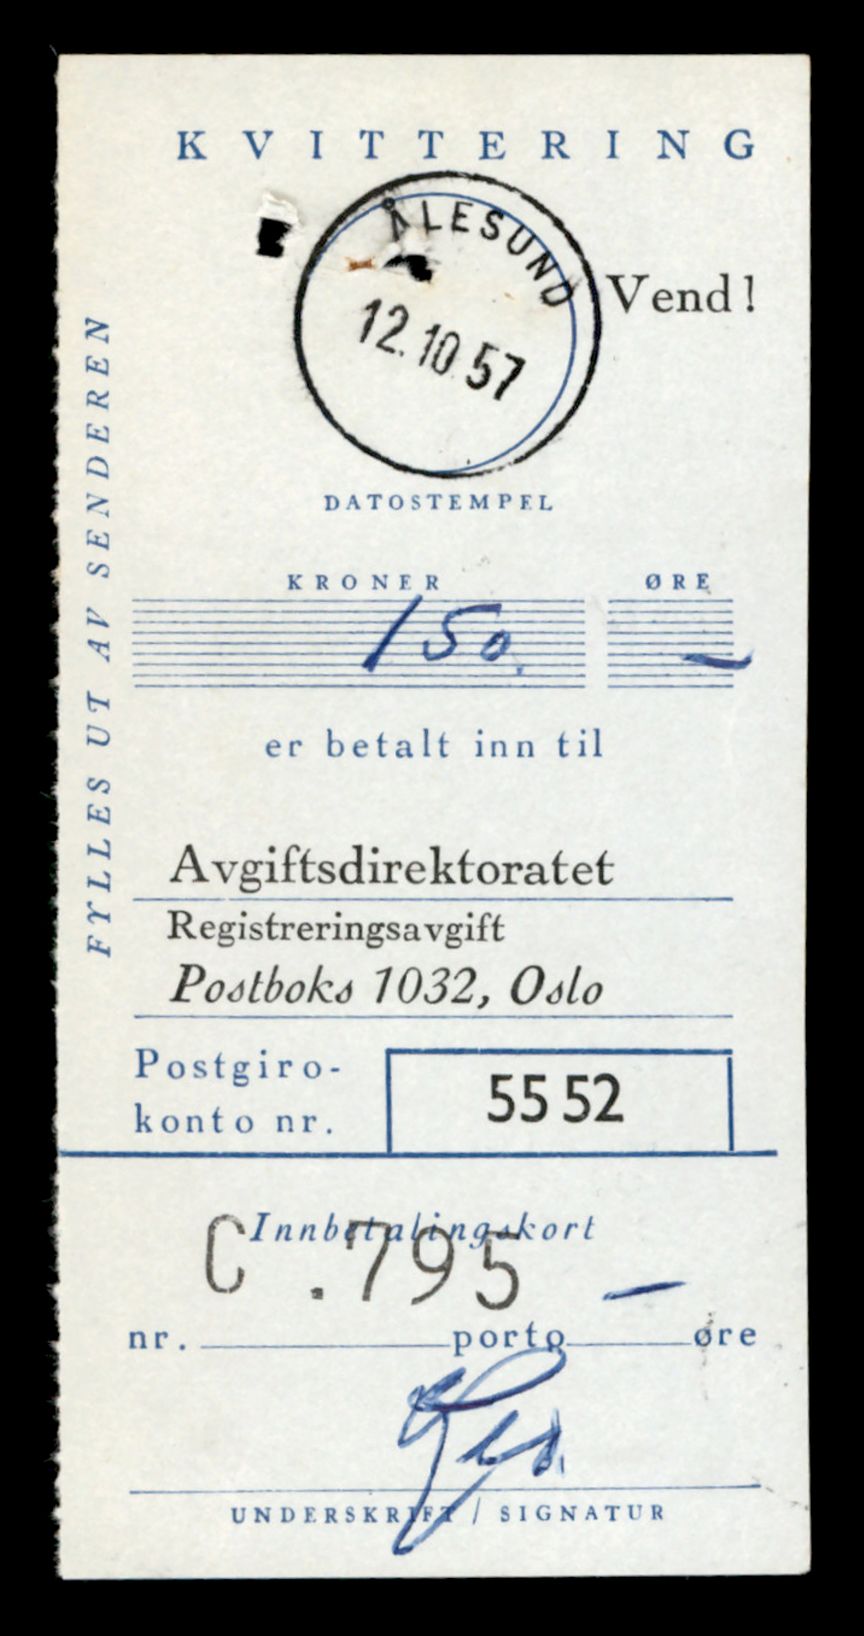 KVITTERING
ÅLESUND
12.10.57
Vend!
DATOSTEMPEL
FYLLES UT AV SENDEREN
KRONER ØRE
150. –
er betalt inn til
Avgiftsdirektoratet
Registreringsavgift
Postboks 1032, Oslo
Postgiro-
konto nr.
5552
Innbetalingskort
C .795 –
nr. porto øre
UNDERSKRIFT / SIGNATUR